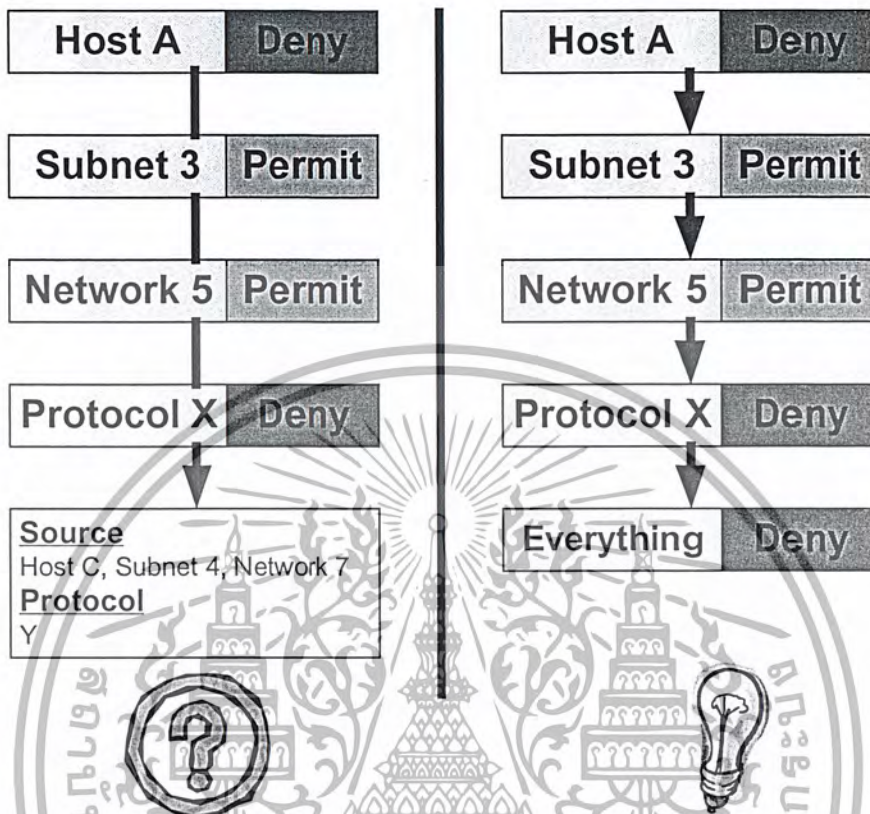 Host A Deny
Subnet 3 Permit
Network 5 Permit
Protocol X Deny
Source
Host C, Subnet 4, Network 7
Protocol
Y
?
Host A Deny
Subnet 3 Permit
Network 5 Permit
Protocol X Deny
Everything Deny